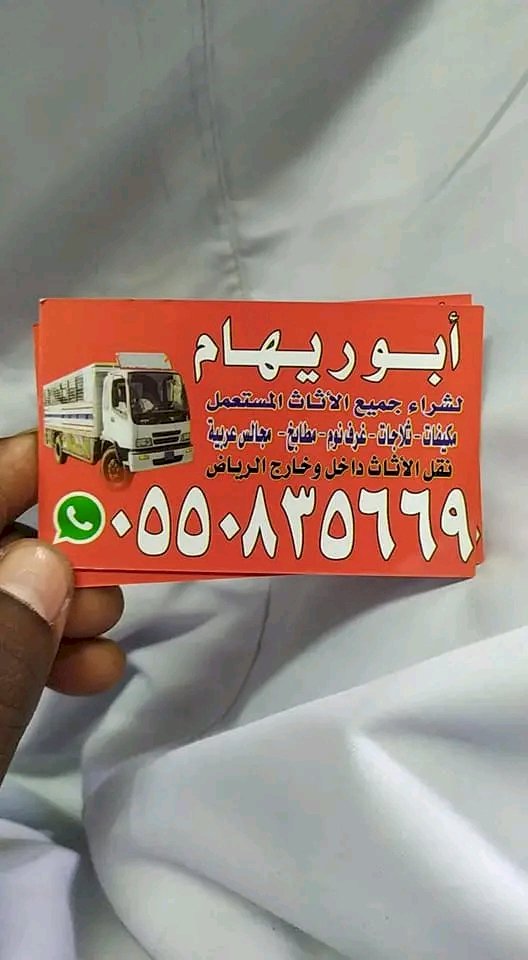 أبو ريهام
لشراء جميع الأثاث المستعمل
مكيفات - ثلاجات - غرف نوم - مطابخ - مجالس عربية
نقل الأثاث داخل وخارج الرياض
٠٥٥٠٨٣٥٦٦٩